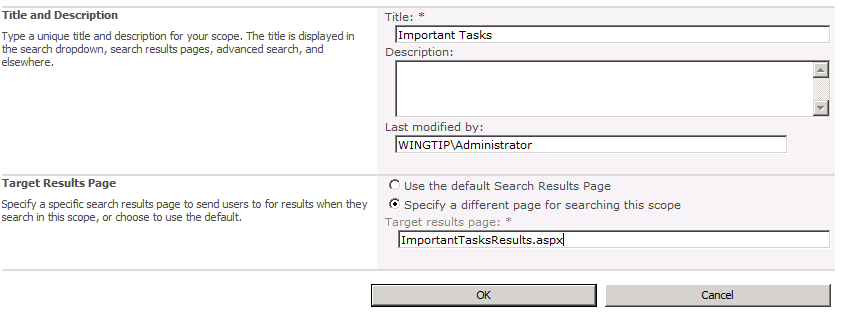 Title and Description
Type a unique title and description for your scope. The title is displayed in
the search dropdown, search results pages, advanced search, and
elsewhere.
Title: *
Important Tasks
Description:
Last modified by:
WINGTIP\Administrator
Target Results Page
Specify a specific search results page to send users to for results when they
search in this scope, or choose to use the default.
Use the default Search Results Page
Specify a different page for searching this scope
Target results page: *
ImportantTasksResults.aspx
OK
Cancel